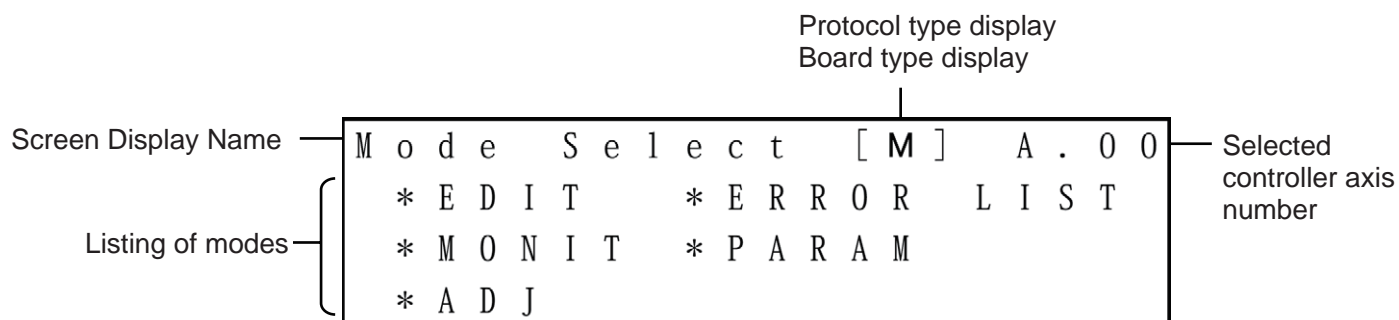 Protocol type display
Board type display
Screen Display Name
Mode Select [M] A.00
Selected
controller axis
number
Listing of modes
*EDIT *ERROR LIST
*MONIT *PARAM
*ADJ